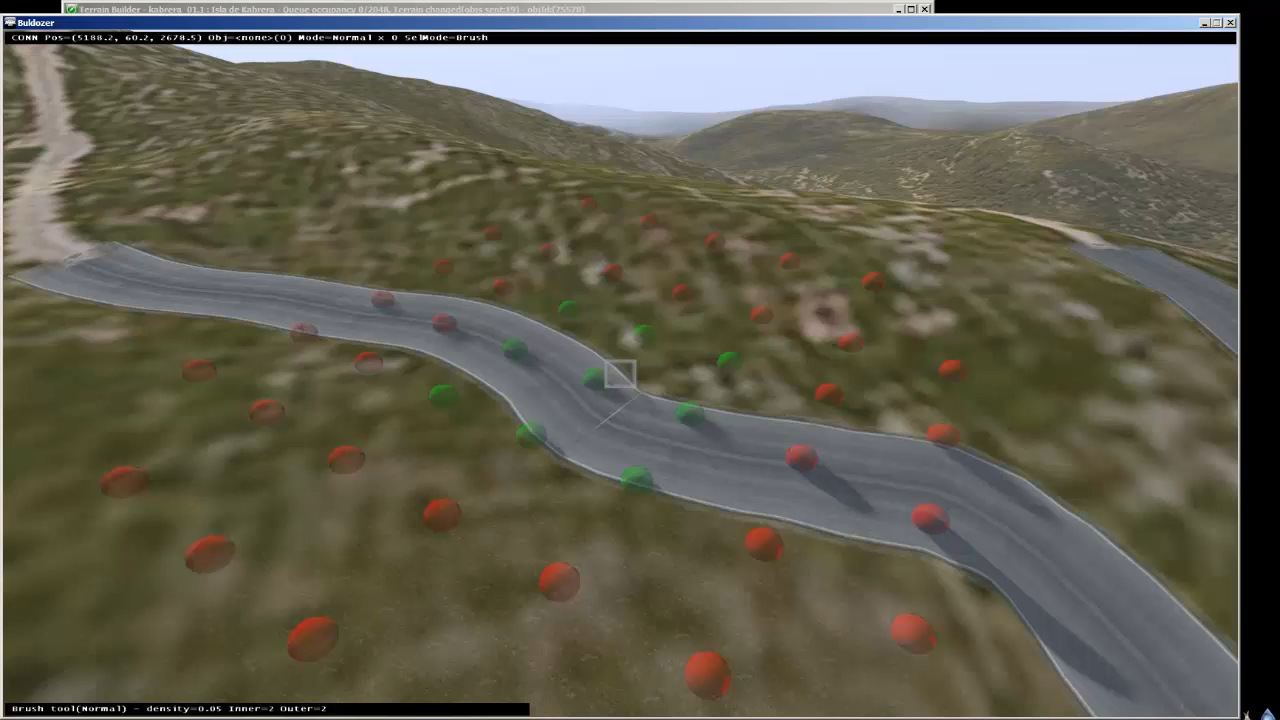 Terrain Builder - kabrera_01.1 : Isla de Kabrera - Queue occupancy 0/2048, Terrain changed(objs sent:19) - objId(75578)
Buldozer
CONN Pos=(5188.2, 60.2, 2678.5) Obj=<none>(0) Mode=Normal x 0 SelMode=Brush
Brush tool(Normal) - density=0.05 Inner=2 Outer=2